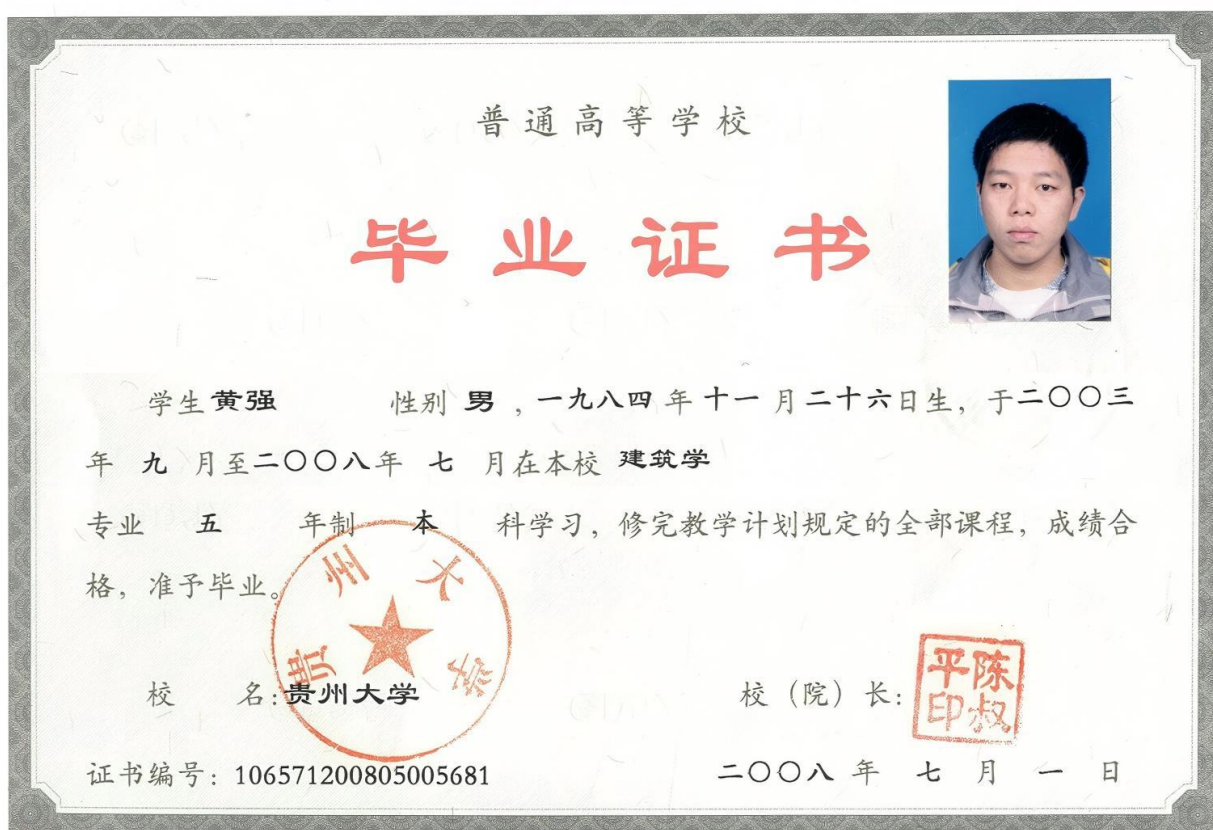 普通高等学校
毕业证书
学生 黄强 性别 男 , 一九八四 年 十一 月 二十六日生, 于二〇〇三
年 九 月至二〇〇八年 七 月在本校 建筑学
专业 五 年制 本 科学习, 修完教学计划规定的全部课程, 成绩合
格, 准予毕业。
贵州大学
校 名: 贵州大学
校（院）长:
陈叔平印
证书编号: 106571200805005681
二〇〇八 年 七 月 一 日